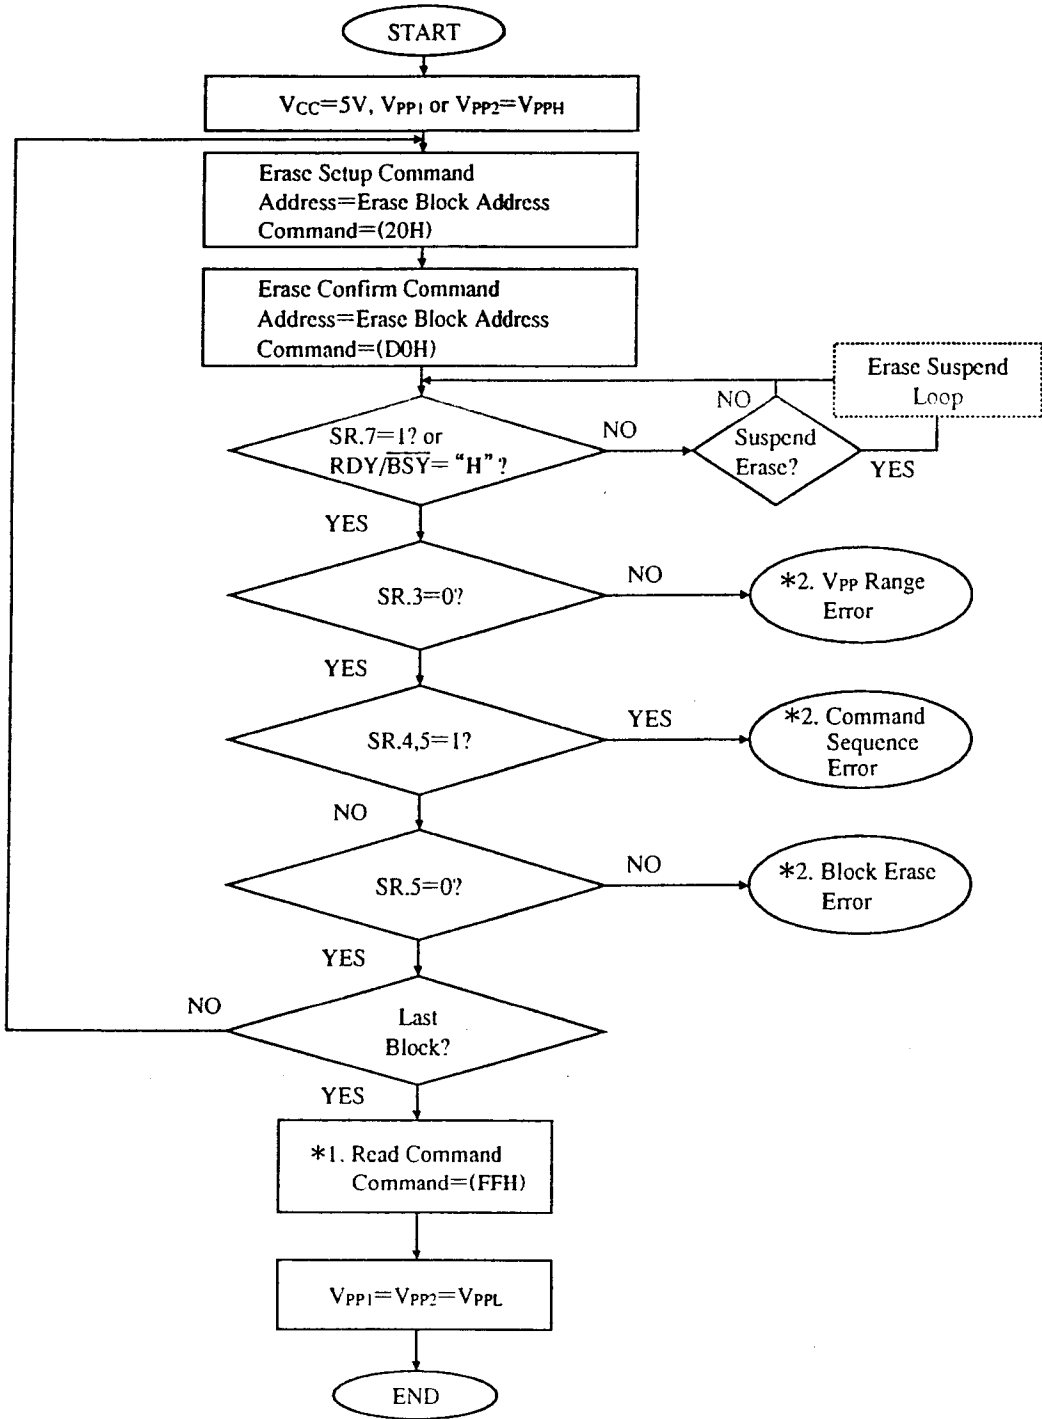 START
VCC=5V, VPP1 or VPP2=VPPH
Erase Setup Command
Address=Erase Block Address
Command=(20H)
Erase Confirm Command
Address=Erase Block Address
Command=(D0H)
Erase Suspend
Loop
NO
SR.7=1? or
RDY/BSY= “H” ?
NO
Suspend
Erase?
YES
YES
SR.3=0?
NO
*2. VPP Range
Error
YES
SR.4,5=1?
YES
*2. Command
Sequence
Error
NO
SR.5=0?
NO
*2. Block Erase
Error
YES
NO
Last
Block?
YES
*1. Read Command
Command=(FFH)
VPP1=VPP2=VPPL
END